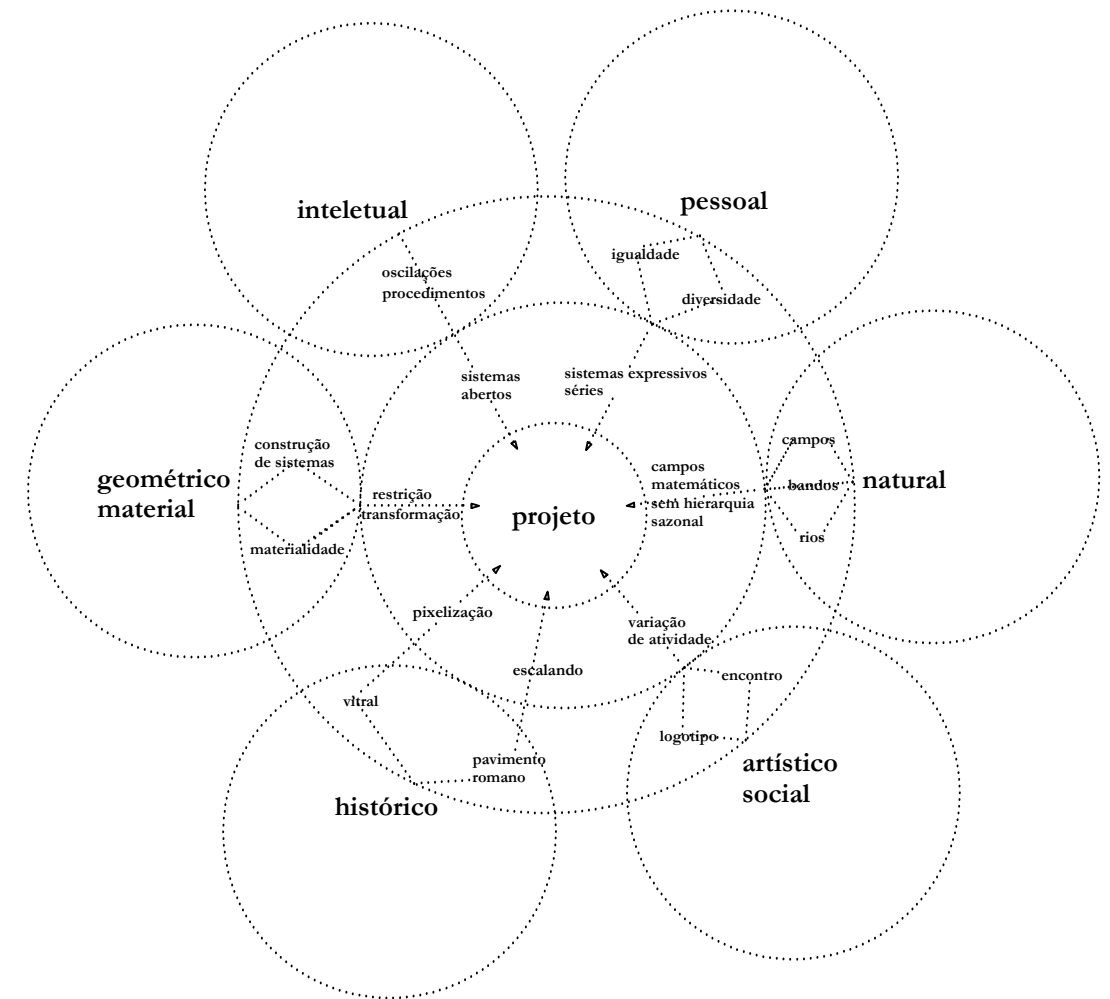 inteletual
pessoal
igualdade
oscilações
procedimentos
diversidade
sistemas
abertos
sistemas expressivos
séries
construção
de sistemas
campos
geométrico
material
restrição
transformação
campos
matemáticos
sem hierarquia
sazonal
bandos
natural
projeto
materialidade
rios
pixelização
variação
de atividade
escalando
encontro
vitral
logotipo
pavimento
romano
artístico
social
histórico